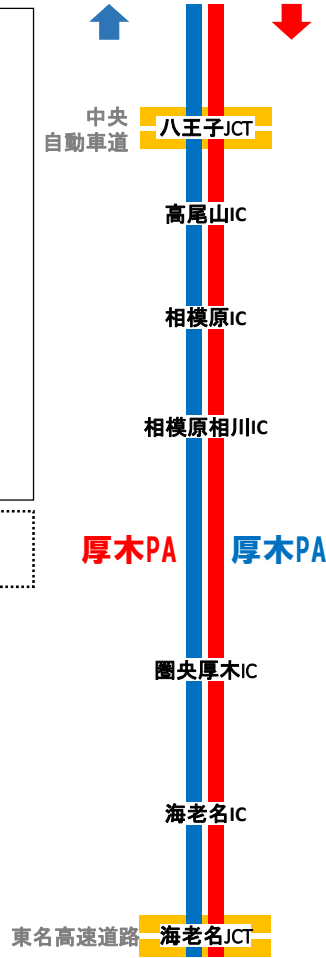 中央
自動車道
八王子JCT
高尾山IC
相模原IC
相模原相川IC
厚木PA
厚木PA
圏央厚木IC
海老名IC
東名高速道路
海老名JCT